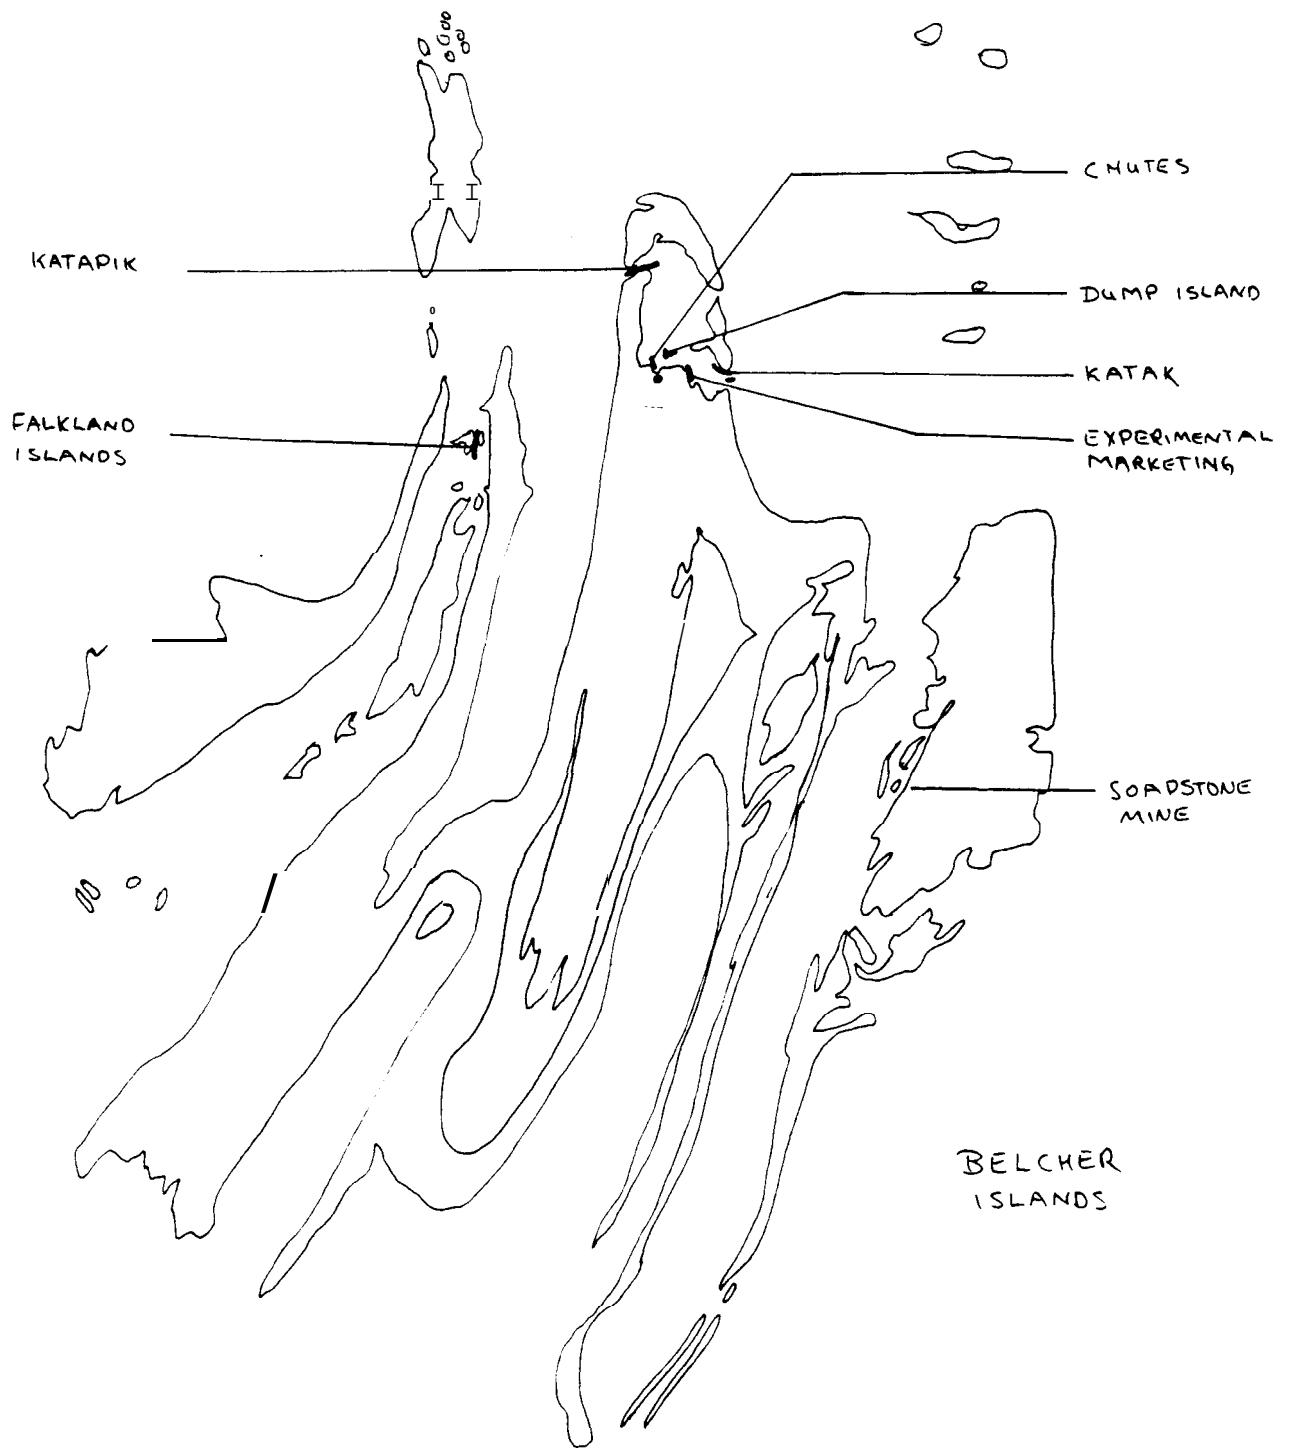 CHUTES
KATAPIK
DUMP ISLAND
KATAK
FALKLAND
ISLANDS
EXPERIMENTAL
MARKETING
SOAPSTONE
MINE
BELCHER
ISLANDS